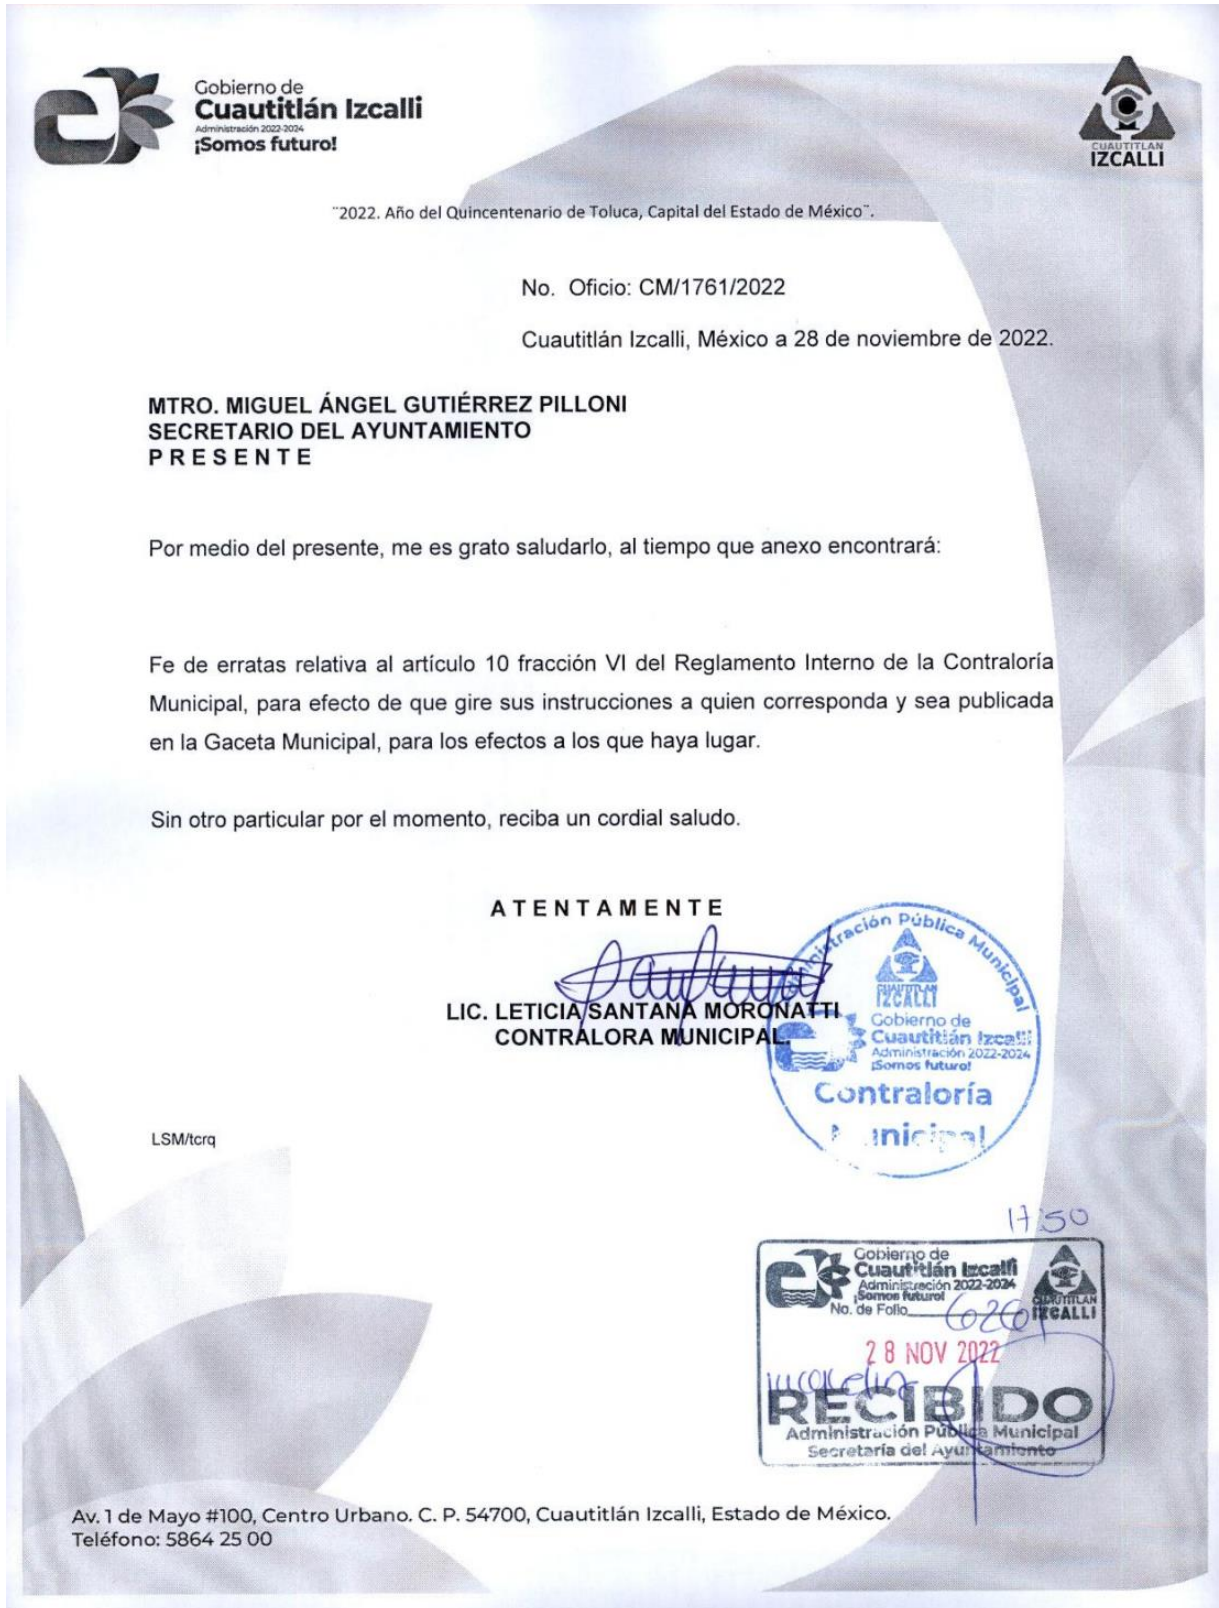 Gobierno de
Cuautitlán Izcalli
Administración 2022-2024
¡Somos futuro!
CUAUTITLAN
IZCALLI
¨2022. Año del Quincentenario de Toluca, Capital del Estado de México¨.
No. Oficio: CM/1761/2022
Cuautitlán Izcalli, México a 28 de noviembre de 2022.
MTRO. MIGUEL ÁNGEL GUTIÉRREZ PILLONI
SECRETARIO DEL AYUNTAMIENTO
P R E S E N T E
Por medio del presente, me es grato saludarlo, al tiempo que anexo encontrará:
Fe de erratas relativa al artículo 10 fracción VI del Reglamento Interno de la Contraloría
Municipal, para efecto de que gire sus instrucciones a quien corresponda y sea publicada
en la Gaceta Municipal, para los efectos a los que haya lugar.
Sin otro particular por el momento, reciba un cordial saludo.
A T E N T A M E N T E
LIC. LETICIA SANTANA MORONATTI
CONTRALORA MUNICIPAL.
Administración Pública Municipal
CUAUTITLAN
IZCALLI
Gobierno de
Cuautitlán Izcalli
Administración 2022-2024
¡Somos futuro!
Contraloría
Municipal
LSM/tcrq
17:50
Gobierno de
Cuautitlán Izcalli
Administración 2022-2024
¡Somos futuro!
No. de Folio
CUAUTITLAN
IZCALLI
28 NOV 2022
RECIBIDO
Administración Pública Municipal
Secretaría del Ayuntamiento
Av. 1 de Mayo #100, Centro Urbano. C. P. 54700, Cuautitlán Izcalli, Estado de México.
Teléfono: 5864 25 00